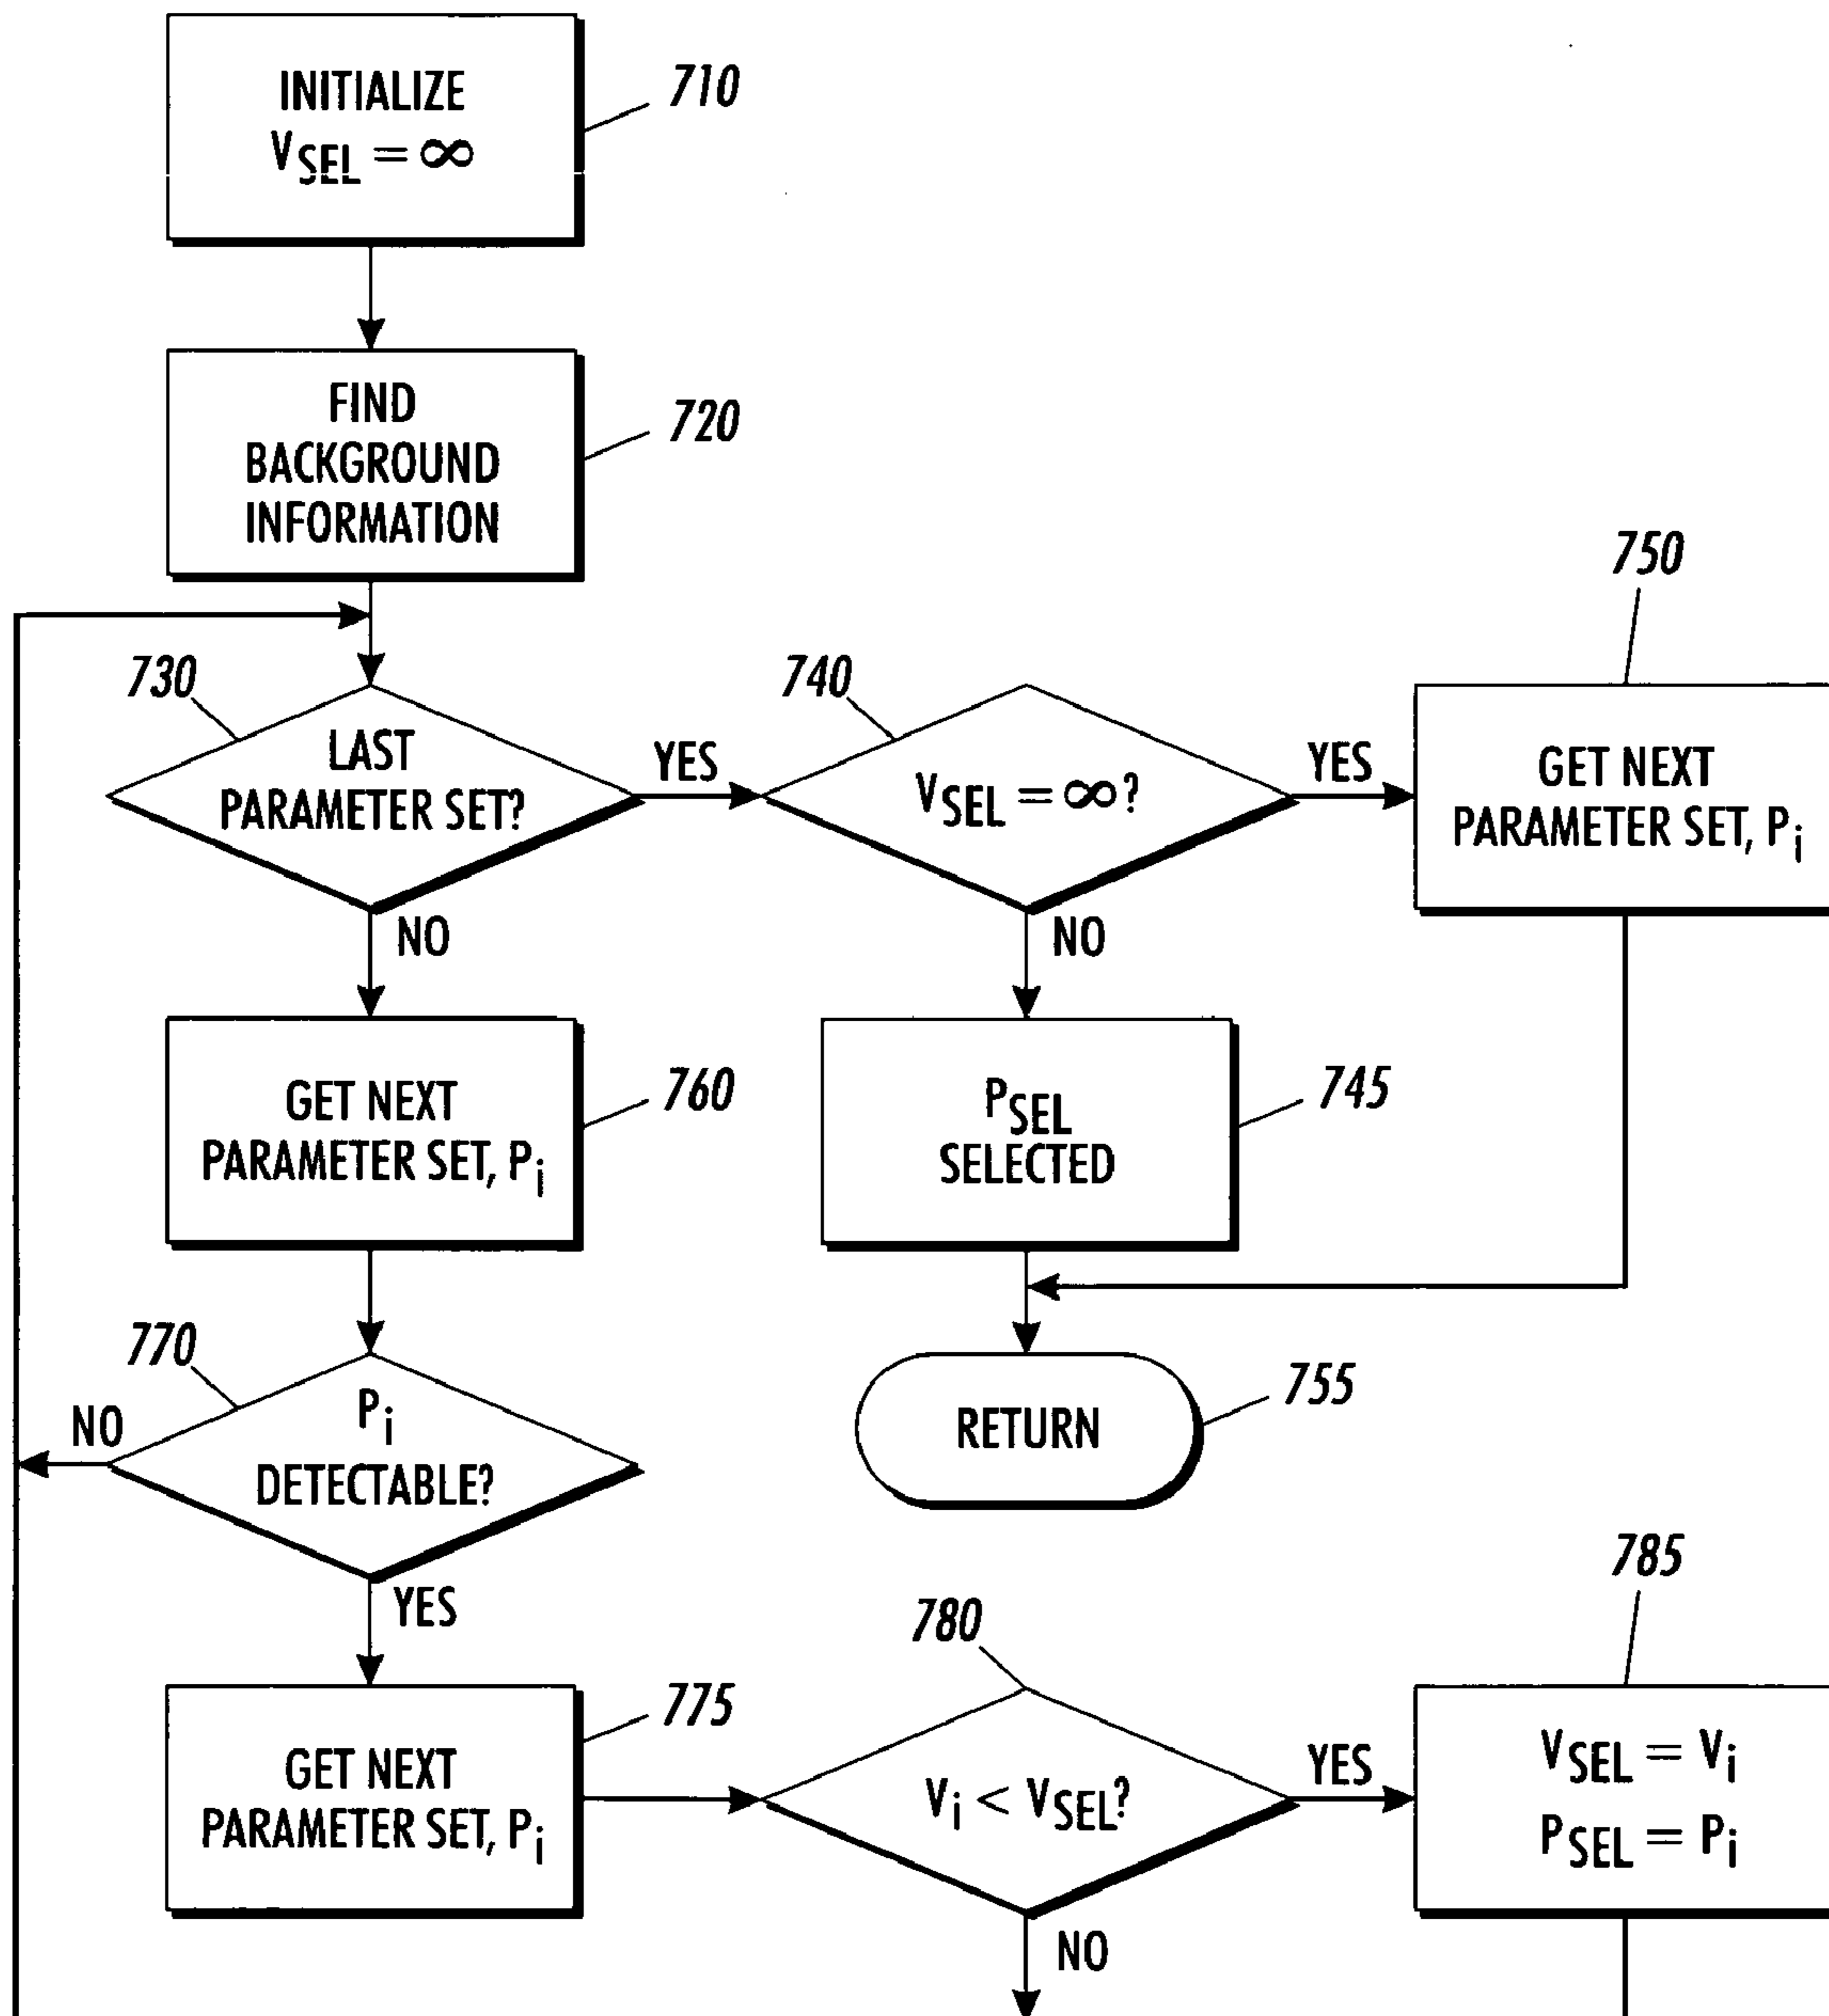 INITIALIZE
VSEL = ∞
710
FIND
BACKGROUND
INFORMATION
720
730
LAST
PARAMETER SET?
YES
NO
740
VSEL = ∞?
YES
NO
750
GET NEXT
PARAMETER SET, Pi
GET NEXT
PARAMETER SET, Pi
760
PSEL
SELECTED
745
770
Pi
DETECTABLE?
NO
YES
RETURN
755
GET NEXT
PARAMETER SET, Pi
775
780
Vi < VSEL?
YES
NO
785
VSEL = Vi
PSEL = Pi